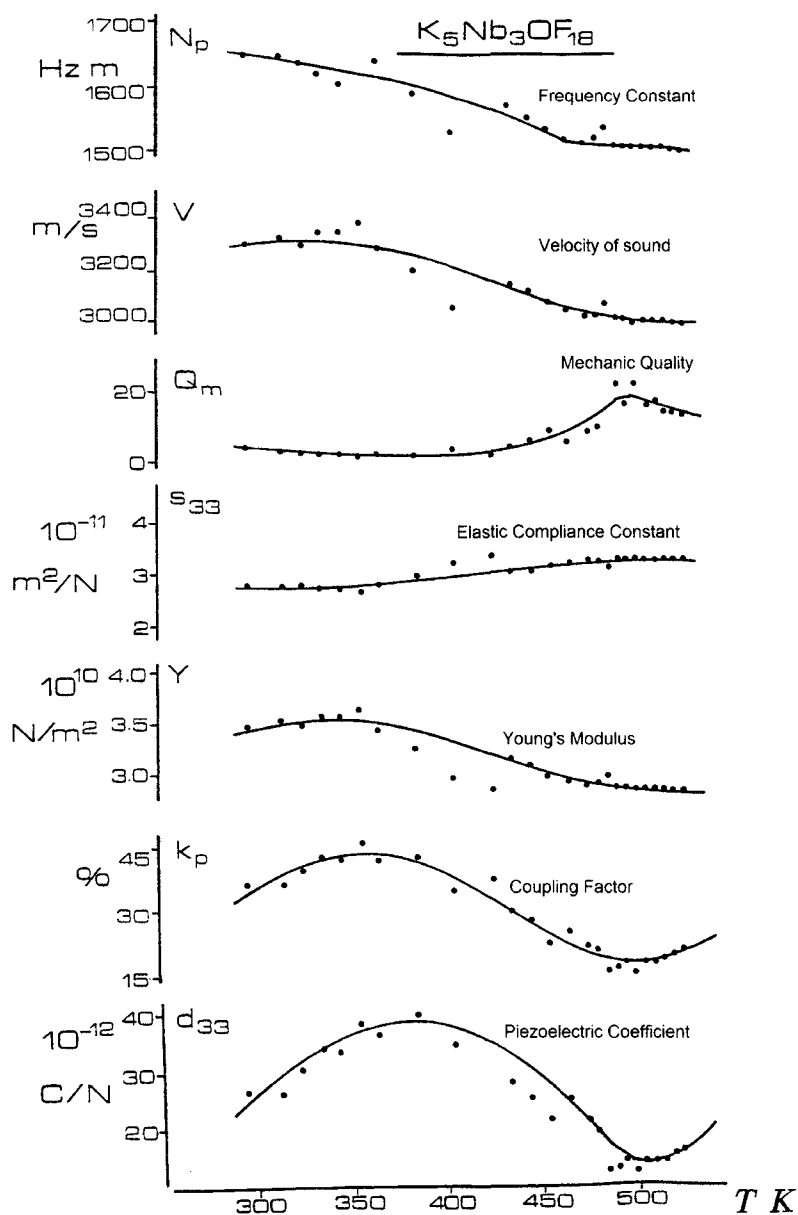 K₅Nb₃OF₁₈
1700
Nₚ
Hz m
1600
1500
Frequency Constant
3400
V
m/s
3200
3000
Velocity of sound
Mechanic Quality
Qₘ
20
0
s₃₃
10⁻¹¹
4
m²/N
3
2
Elastic Compliance Constant
10¹⁰
4.0
Y
N/m²
3.5
3.0
Young's Modulus
45
kₚ
%
30
15
Coupling Factor
10⁻¹²
40
d₃₃
Piezoelectric Coefficient
30
C/N
20
300 350 400 450 500 T K